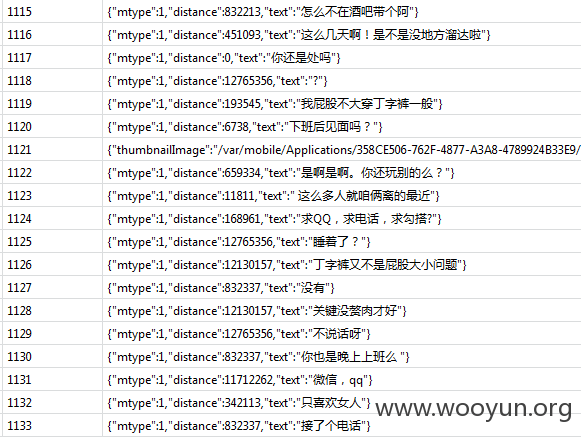 1115 {"mtype":1,"distance":832213,"text":"怎么不在酒吧带个阿"}
1116 {"mtype":1,"distance":451093,"text":"这么几天啊！是不是没地方溜达啦"}
1117 {"mtype":1,"distance":0,"text":"你还是处吗"}
1118 {"mtype":1,"distance":12765356,"text":"?"}
1119 {"mtype":1,"distance":193545,"text":"我屁股不大穿丁字裤一般"}
1120 {"mtype":1,"distance":6738,"text":"下班后见面吗？"}
1121 {"thumbnailImage":"/var/mobile/Applications/358CE506-762F-4877-A3A8-4789924B33E9/
1122 {"mtype":1,"distance":659334,"text":"是啊是啊。你还玩别的么？"}
1123 {"mtype":1,"distance":11811,"text":" 这么多人就咱俩离的最近"}
1124 {"mtype":1,"distance":168961,"text":"求QQ，求电话，求勾搭?"}
1125 {"mtype":1,"distance":12765356,"text":"睡着了？"}
1126 {"mtype":1,"distance":12130157,"text":"丁字裤又不是屁股大小问题"}
1127 {"mtype":1,"distance":832337,"text":"没有"}
1128 {"mtype":1,"distance":12130157,"text":"关键没赘肉才好"}
1129 {"mtype":1,"distance":12765356,"text":"不说话呀"}
1130 {"mtype":1,"distance":832337,"text":"你也是晚上上班么 "}
1131 {"mtype":1,"distance":11712262,"text":"微信，qq"}
1132 {"mtype":1,"distance":342113,"text":"只喜欢女人"}
1133 {"mtype":1,"distance":832337,"text":"接了个电话"}
www.wooyun.org